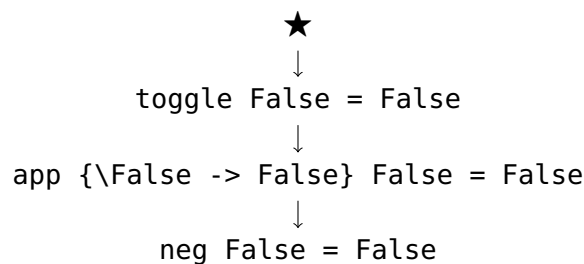 ★
↓
toggle False = False
↓
app {\False -> False} False = False
↓
neg False = False